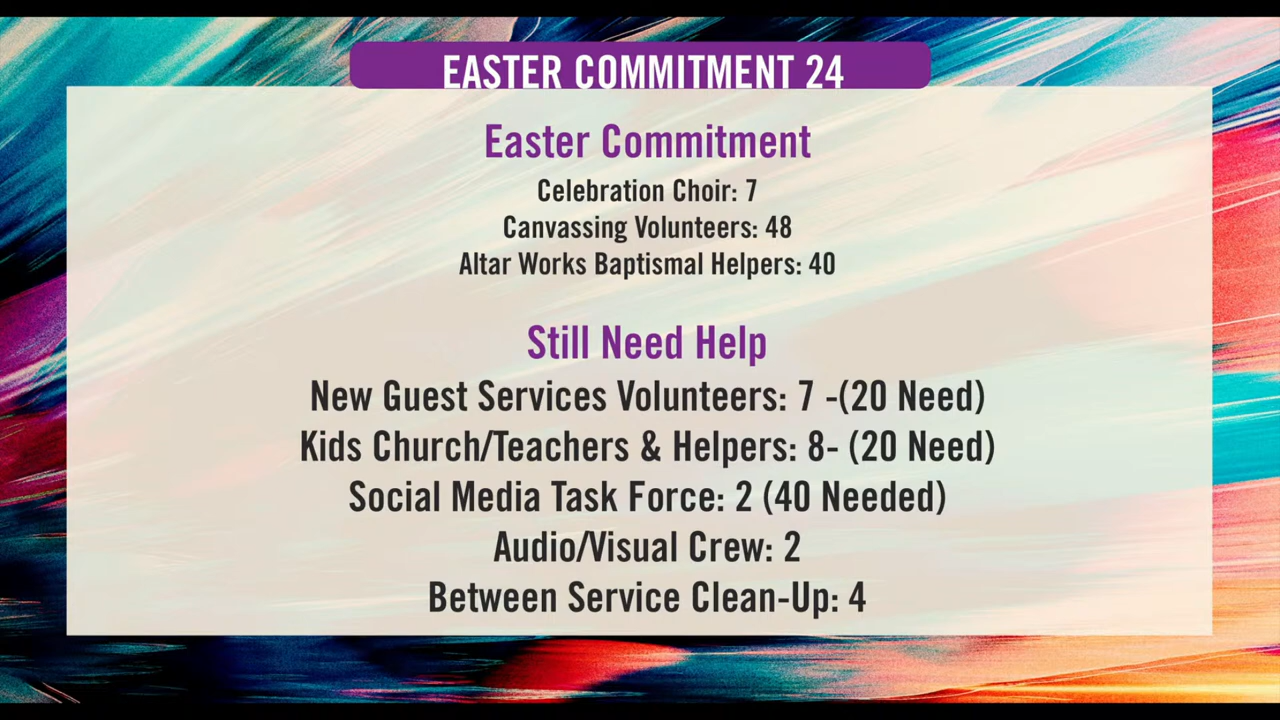 EASTER COMMITMENT 24
Easter Commitment
Celebration Choir: 7
Canvassing Volunteers: 48
Altar Works Baptismal Helpers: 40
Still Need Help
New Guest Services Volunteers: 7 -(20 Need)
Kids Church/Teachers & Helpers: 8- (20 Need)
Social Media Task Force: 2 (40 Needed)
Audio/Visual Crew: 2
Between Service Clean-Up: 4